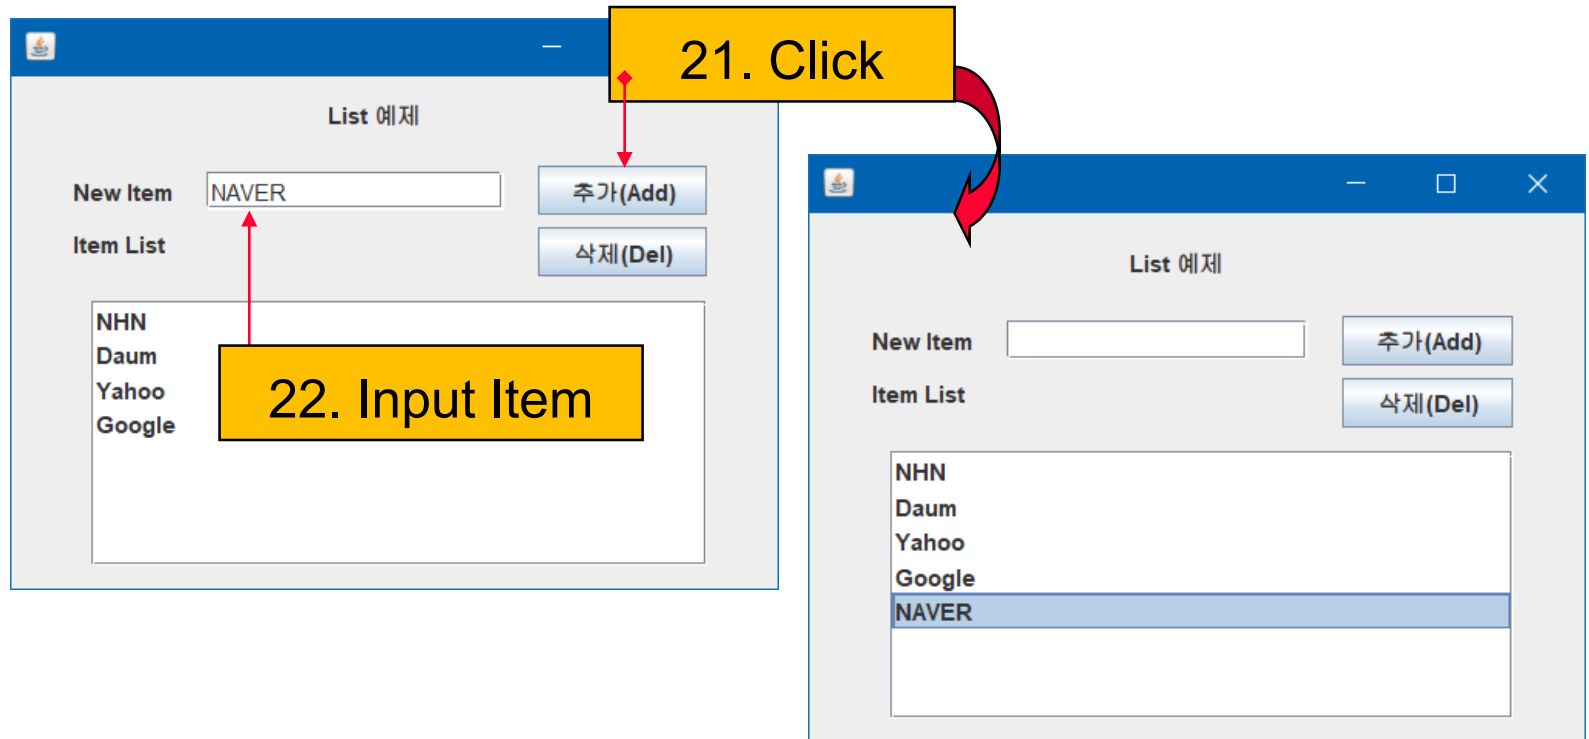 21. Click
List 예제
New Item
NAVER
추가(Add)
Item List
삭제(Del)
NHN
Daum
Yahoo
Google
22. Input Item
List 예제
New Item
추가(Add)
Item List
삭제(Del)
NHN
Daum
Yahoo
Google
NAVER